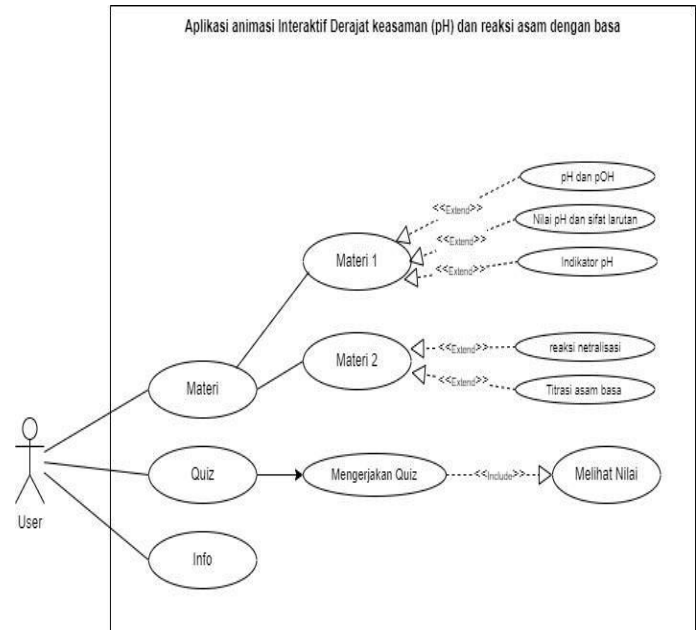 Aplikasi animasi Interaktif Derajat keasaman (pH) dan reaksi asam dengan basa
pH dan pOH
<<Extend>>
Nilai pH dan sifat larutan
<<Extend>>
Materi 1
Indikator pH
<<Extend>>
Materi 2
<<Extend>>
reaksi netralisasi
<<Extend>>
Titrasi asam basa
Materi
Quiz
Mengerjakan Quiz
<<Include>>
Melihat Nilai
User
Info